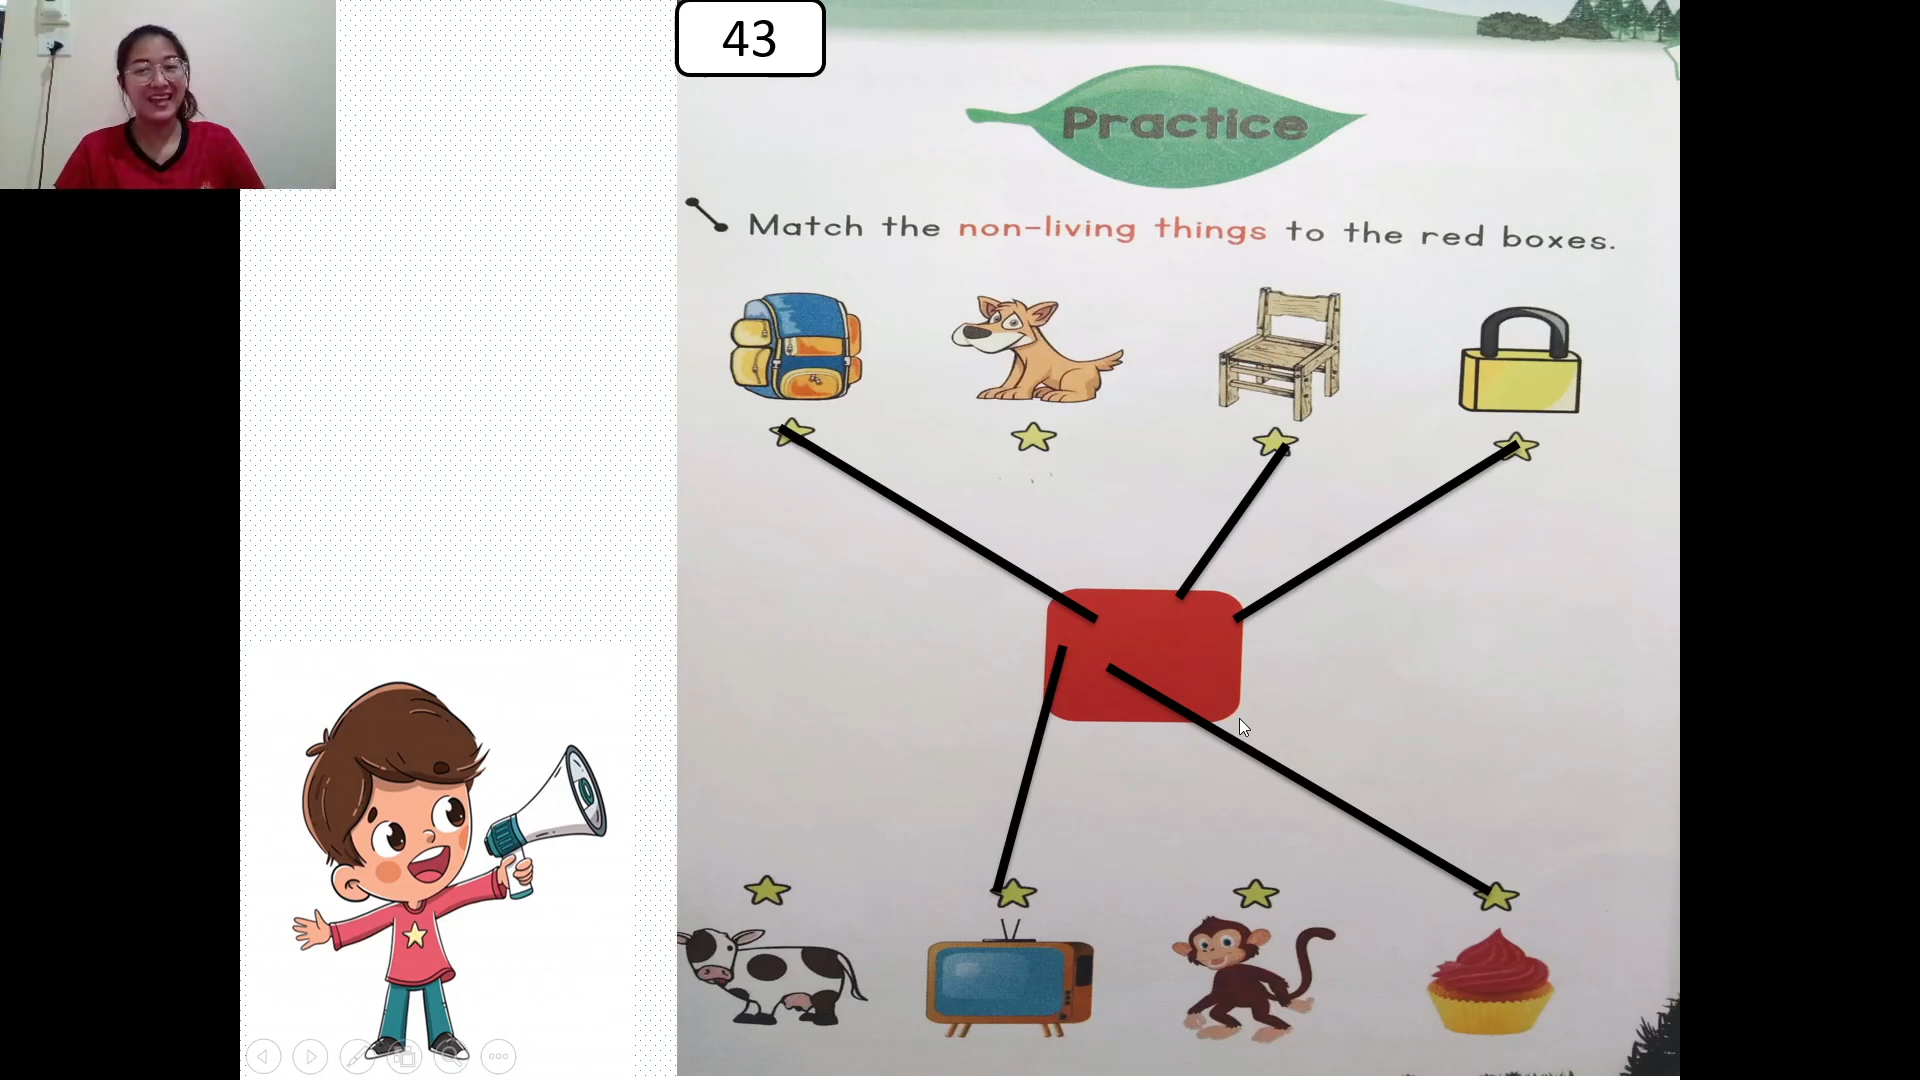 43
Practice
Match the non-living things to the red boxes.